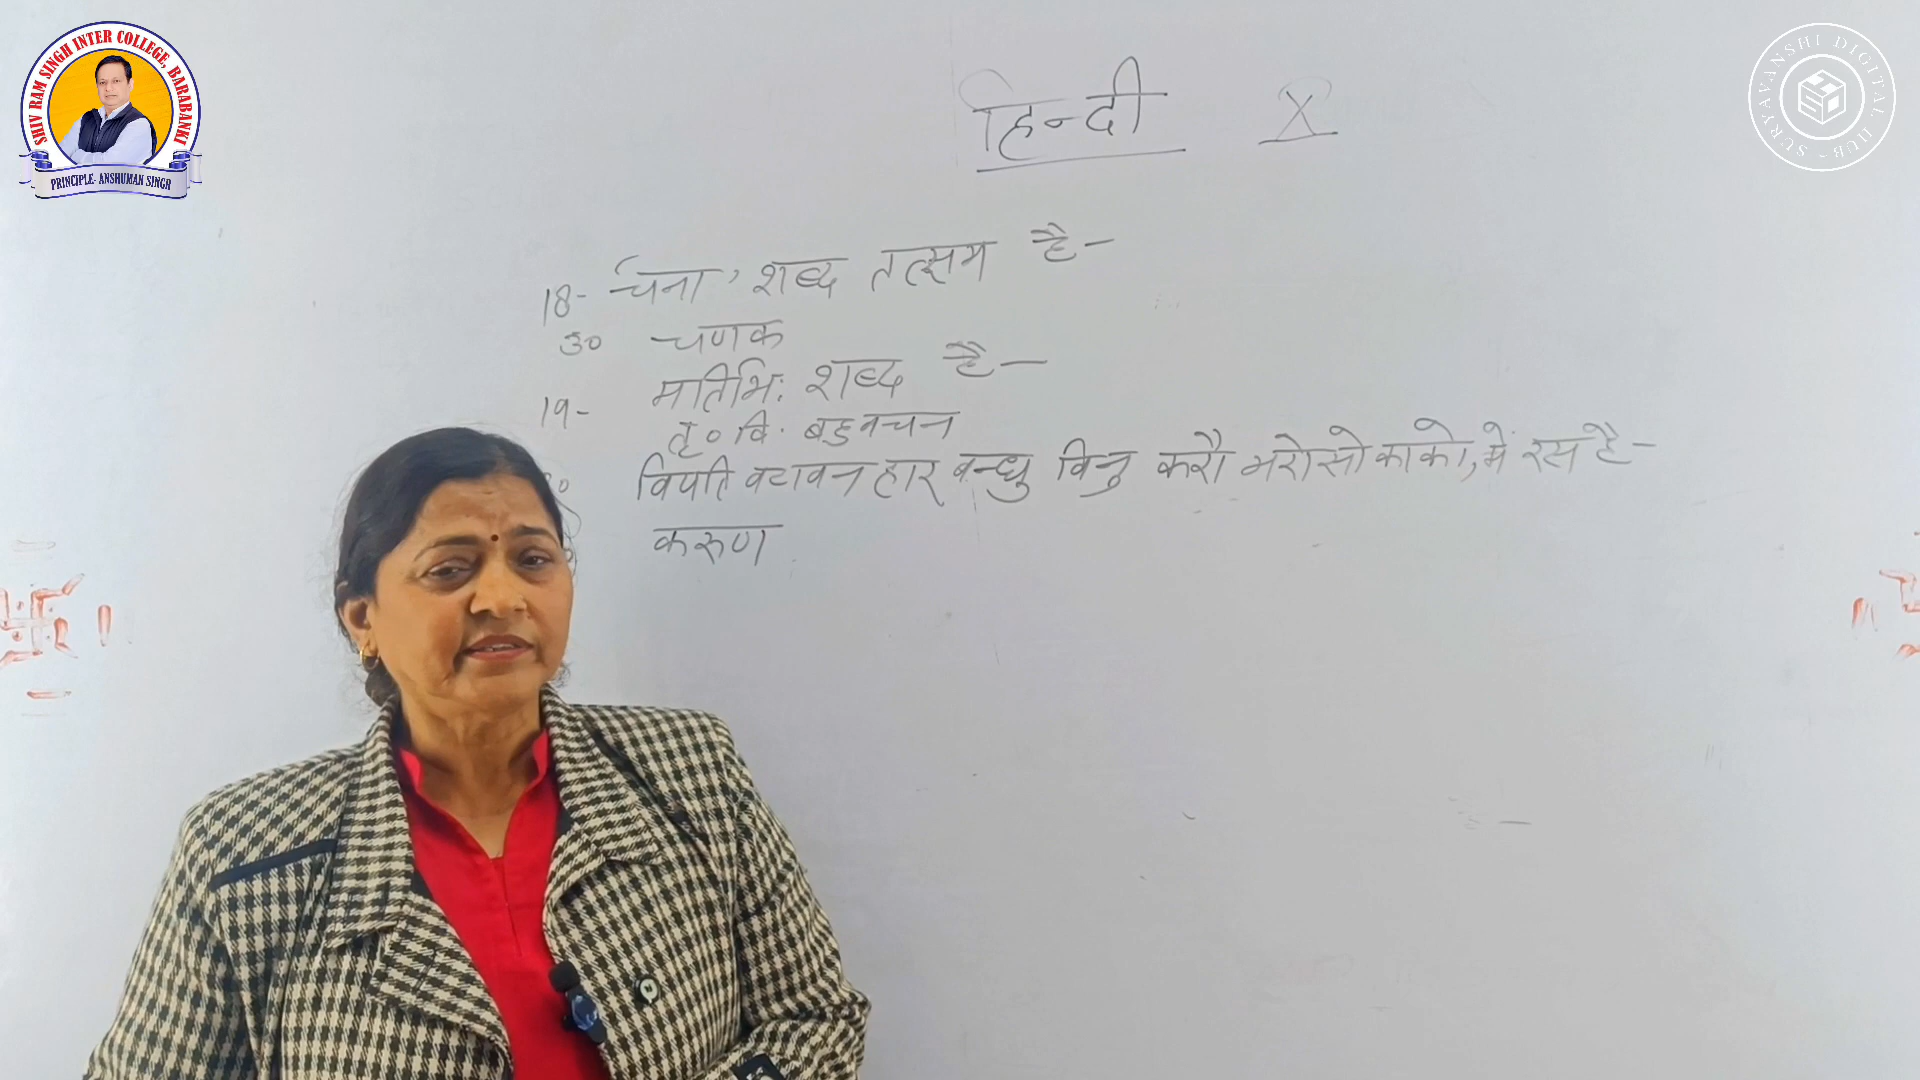 SHIV RAM SINGH INTER COLLEGE, BARABANKI
PRINCIPLE- ANSHUMAN SINGH
SURYAVANSHI DIGITAL HUB
हिन्दी X
18- 'चना' शब्द तत्सम है-
उ० चणक
19- मतिभि: शब्द है-
तृ० वि. बहुवचन
विपति बटावन हार बन्धु बिनु करौ भरोसो काको, में रस है-
करुण